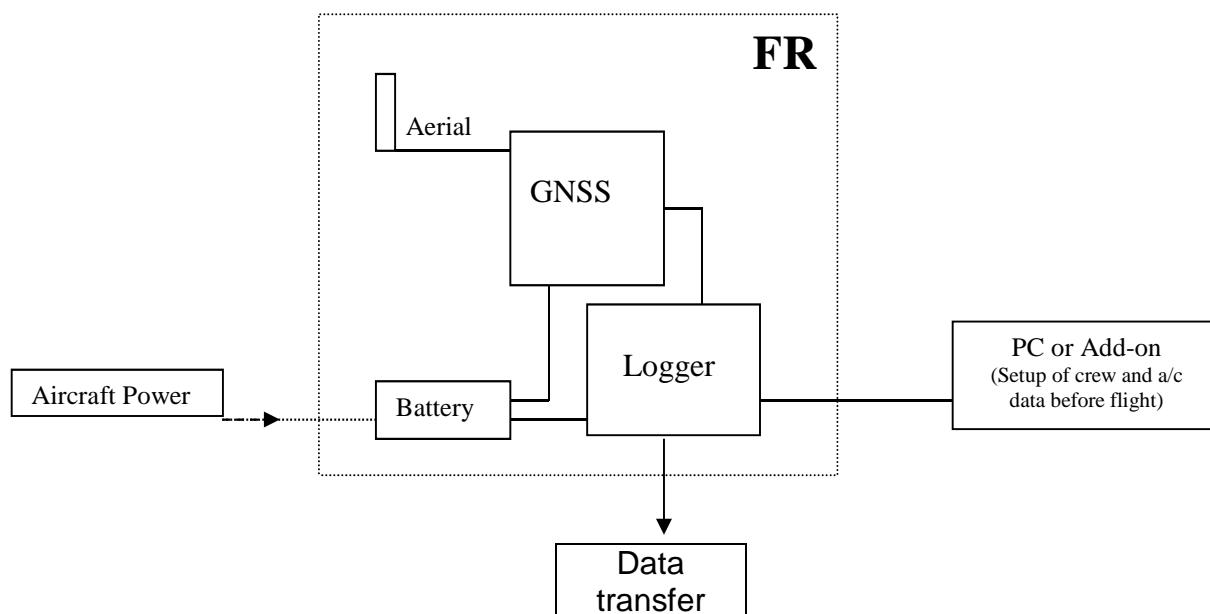 FR
Aerial
GNSS
Logger
PC or Add-on
(Setup of crew and a/c
data before flight)
Aircraft Power
Battery
Data
transfer